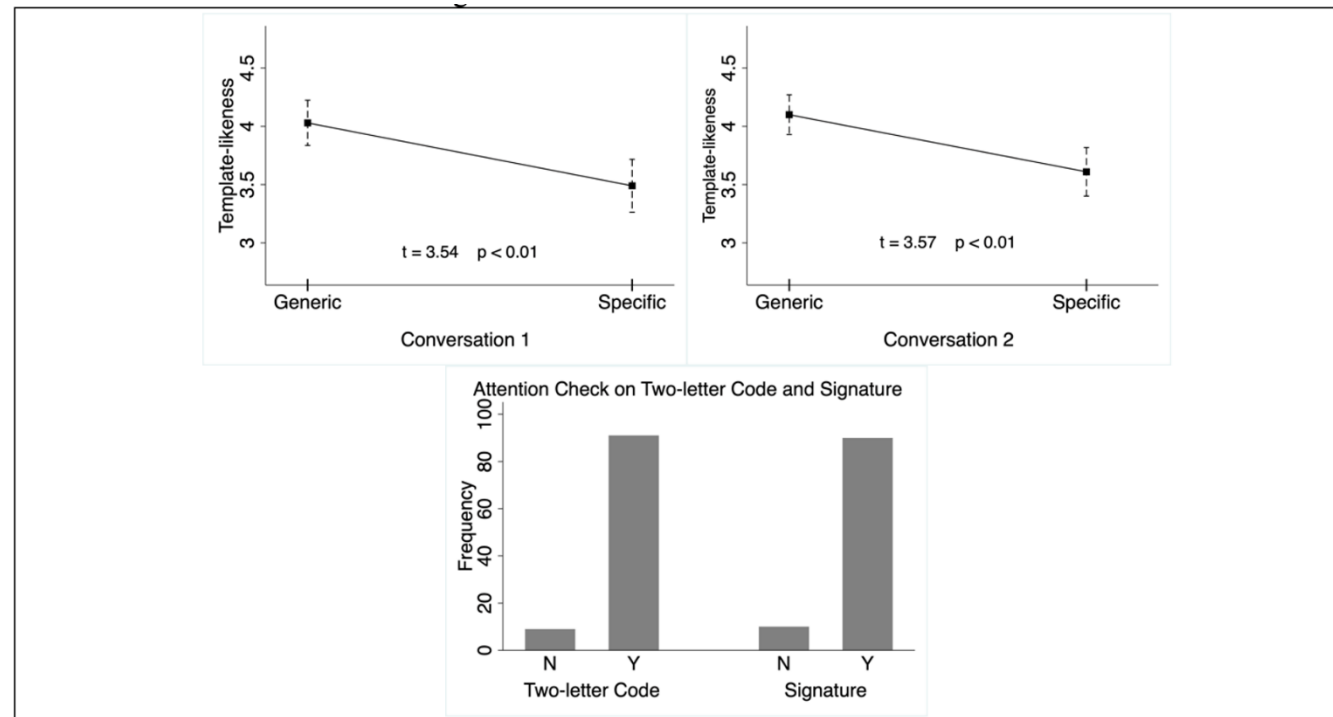 Template-likeness
4.5
4
3.5
3
t = 3.54 p < 0.01
Generic Specific
Conversation 1
Template-likeness
4.5
4
3.5
3
t = 3.57 p < 0.01
Generic Specific
Conversation 2
Attention Check on Two-letter Code and Signature
Frequency
100
80
60
40
20
0
N Y N Y
Two-letter Code Signature